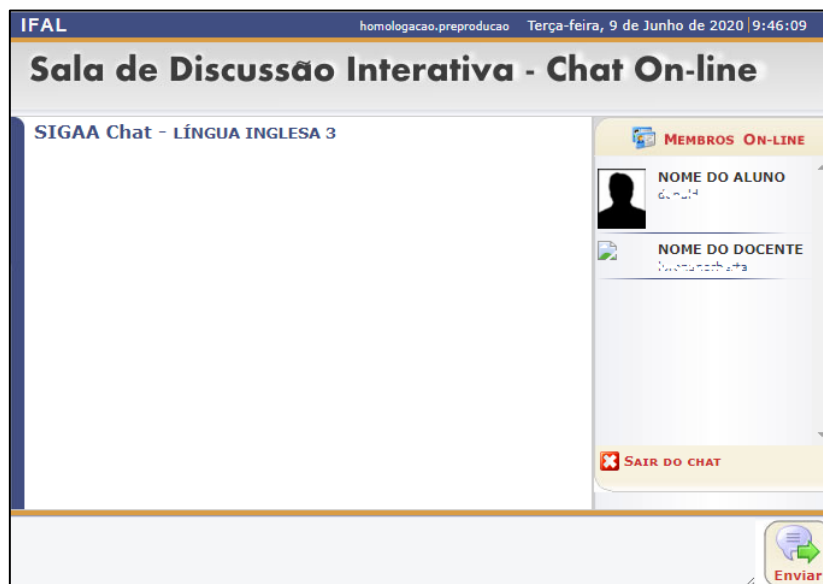 IFAL
homologacao.preproducao Terça-feira, 9 de Junho de 2020 9:46:09
Sala de Discussão Interativa - Chat On-line
SIGAA Chat - LÍNGUA INGLESA 3
MEMBROS ON-LINE
NOME DO ALUNO
NOME DO DOCENTE
SAIR DO CHAT
Enviar